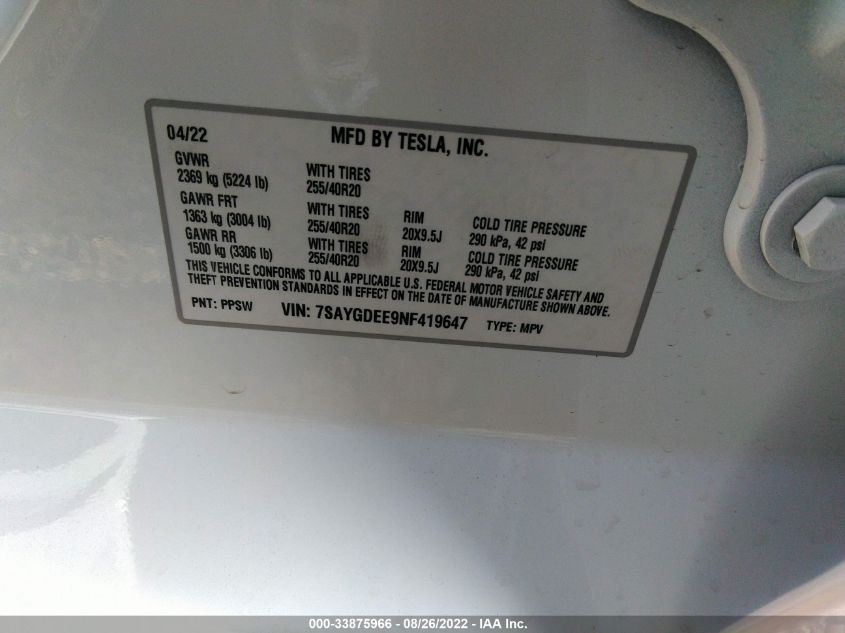 04/22 MFD BY TESLA, INC.
GVWR
2369 kg (5224 lb) WITH TIRES 255/40R20
GAWR FRT
1363 kg (3004 lb) WITH TIRES 255/40R20 RIM 20X9.5J COLD TIRE PRESSURE 290 kPa, 42 psi
GAWR RR
1500 kg (3306 lb) WITH TIRES 255/40R20 RIM 20X9.5J COLD TIRE PRESSURE 290 kPa, 42 psi
THIS VEHICLE CONFORMS TO ALL APPLICABLE U.S. FEDERAL MOTOR VEHICLE SAFETY AND
THEFT PREVENTION STANDARDS IN EFFECT ON THE DATE OF MANUFACTURE SHOWN ABOVE.
PNT: PPSW VIN: 7SAYGDEE9NF419647 TYPE: MPV
000-33875966 - 08/26/2022 - IAA Inc.